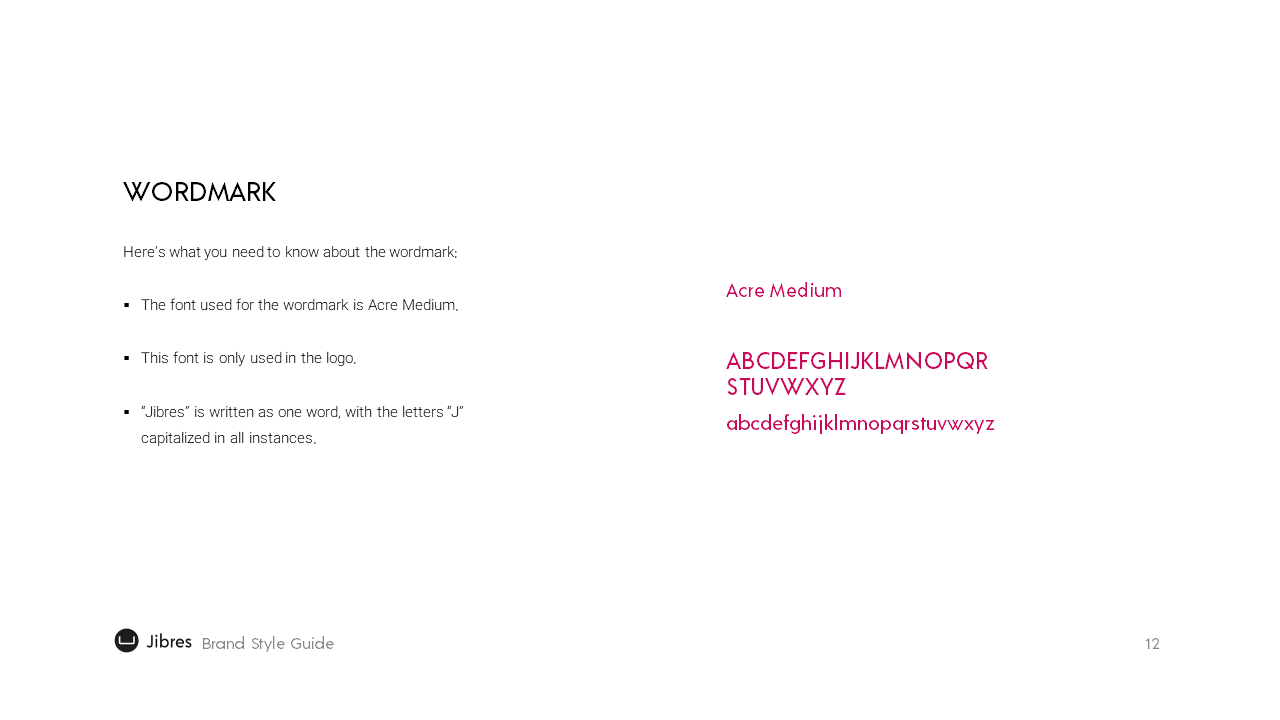 WORDMARK
Here's what you need to know about the wordmark:
▪ The font used for the wordmark is Acre Medium.
▪ This font is only used in the logo.
▪ “Jibres” is written as one word, with the letters “J”
capitalized in all instances.
Acre Medium
ABCDEFGHIJKLMNOPQR
STUVWXYZ
abcdefghijklmnopqrstuvwxyz
Jibres Brand Style Guide
12